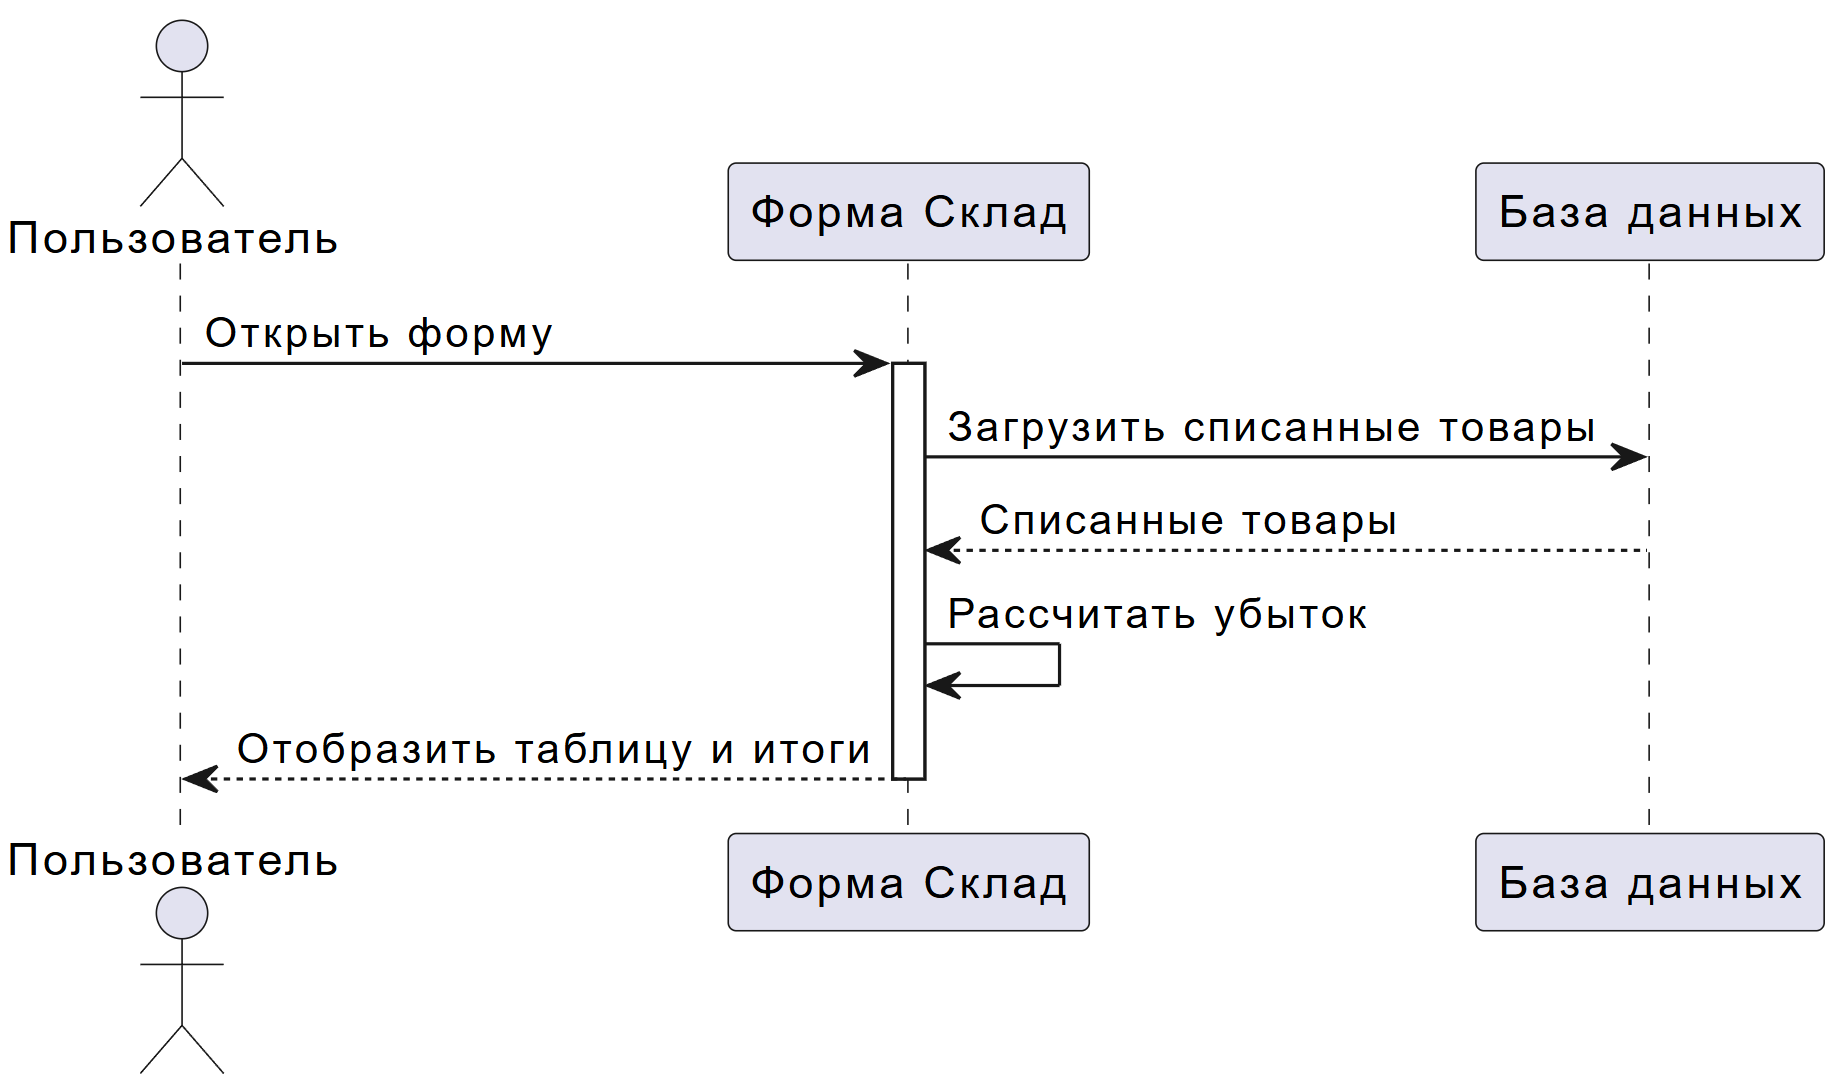 Пользователь
Форма Склад
База данных
Открыть форму
Загрузить списанные товары
Списанные товары
Рассчитать убыток
Отобразить таблицу и итоги
Пользователь
Форма Склад
База данных